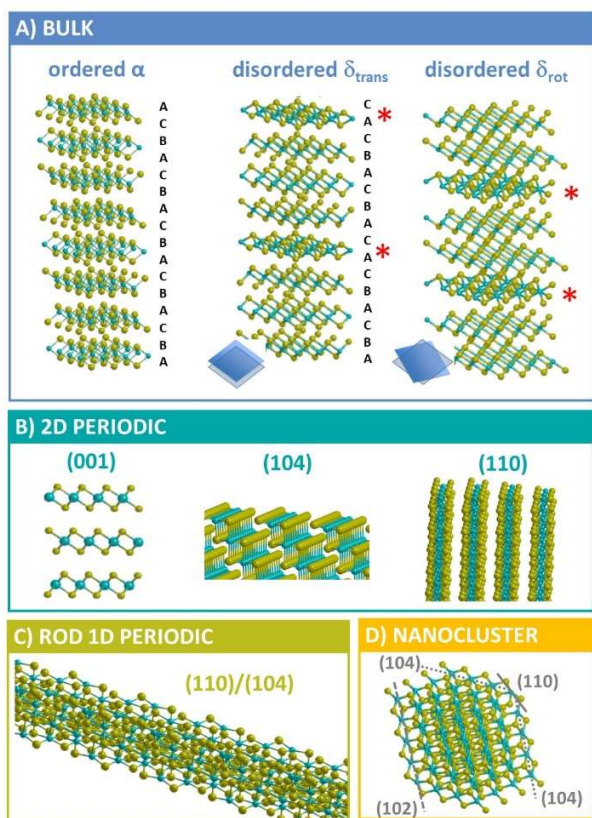 A) BULK
ordered α
disordered δtrans
disordered δrot
A
C
B
A
C
B
A
C
B
A
C
B
A
C
B
A
C
A
*
C
B
A
C
B
A
C
*
A
C
B
A
C
B
A
*
*
B) 2D PERIODIC
(001)
(104)
(110)
C) ROD 1D PERIODIC
(110)/(104)
D) NANOCLUSTER
(104)
(110)
(102)
(104)